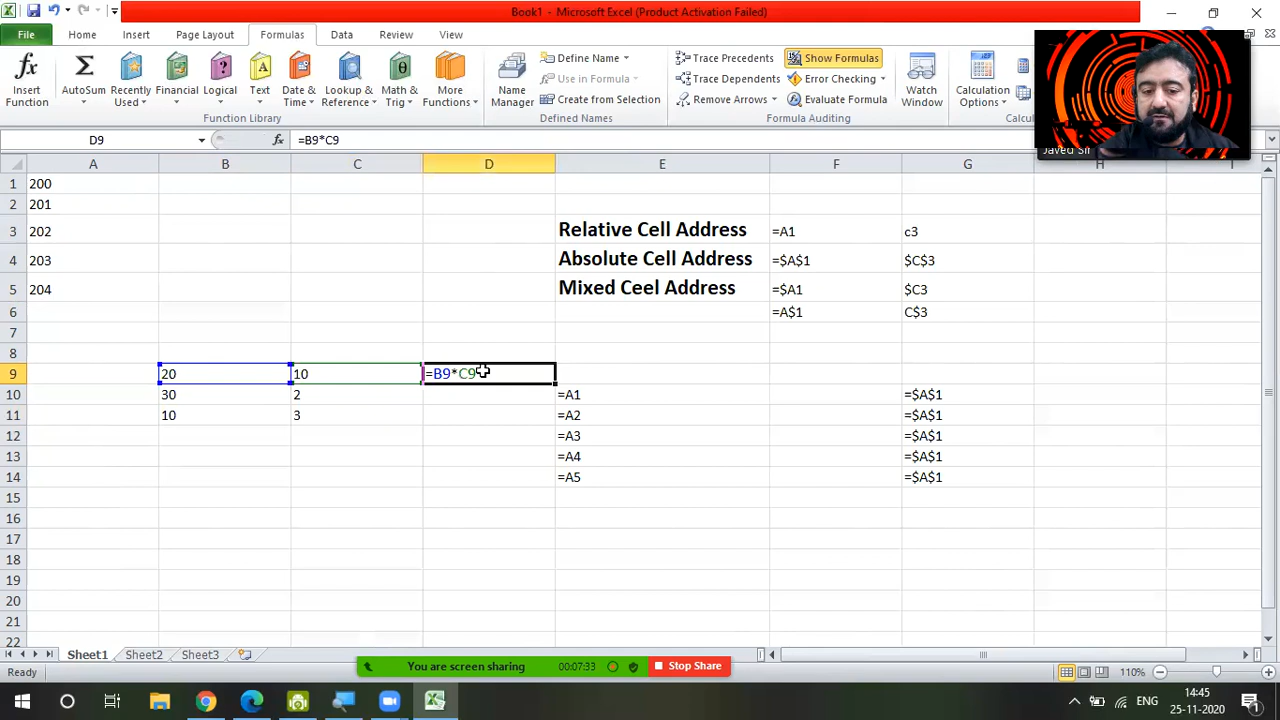 Book1 - Microsoft Excel (Product Activation Failed)
File Home Insert Page Layout Formulas Data Review View
fx Insert Function
Σ AutoSum
Recently Used
Financial
Logical
Text
Date & Time
Lookup & Reference
Math & Trig
More Functions
Function Library
Name Manager
Define Name
Use in Formula
Create from Selection
Defined Names
Trace Precedents
Trace Dependents
Remove Arrows
Show Formulas
Error Checking
Evaluate Formula
Formula Auditing
Watch Window
Calculation Options
Javed Sir
D9 fx =B9*C9
A B C D E F G H
1 200
2 201
3 202 Relative Cell Address =A1 c3
4 203 Absolute Cell Address =$A$1 $C$3
5 204 Mixed Ceel Address =$A1 $C3
6 =A$1 C$3
7
8
9 20 10 =B9*C9
10 30 2 =A1 =$A$1
11 10 3 =A2 =$A$1
12 =A3 =$A$1
13 =A4 =$A$1
14 =A5 =$A$1
15
16
17
18
19
20
21
22
Sheet1 Sheet2 Sheet3
You are screen sharing 00:07:33 Stop Share
Ready 110%
ENG 14:45
25-11-2020